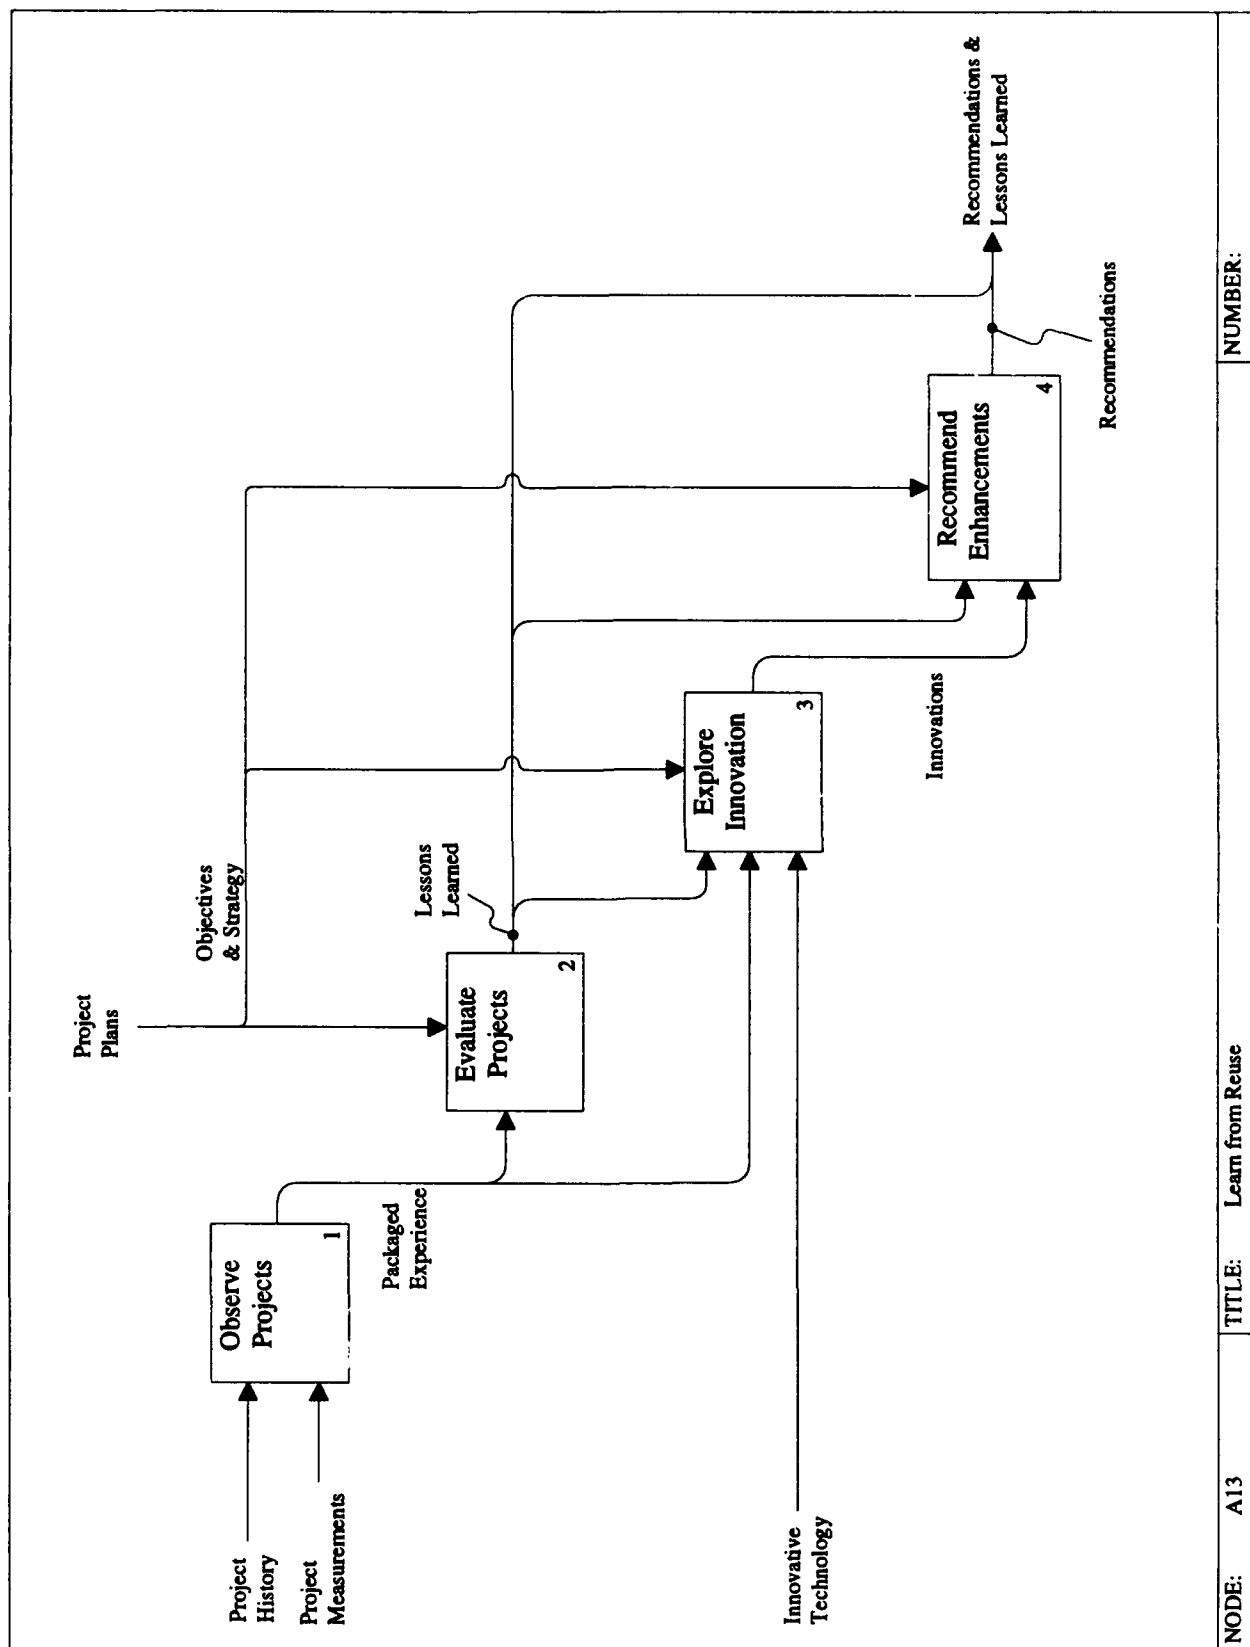 Project
Plans
Objectives
& Strategy
Project
History
Project
Measurements
Observe
Projects
1
Packaged
Experience
Evaluate
Projects
2
Lessons
Learned
Innovative
Technology
Explore
Innovation
3
Innovations
Recommend
Enhancements
4
Recommendations
Recommendations &
Lessons Learned
NODE: A13
TITLE: Learn from Reuse
NUMBER: